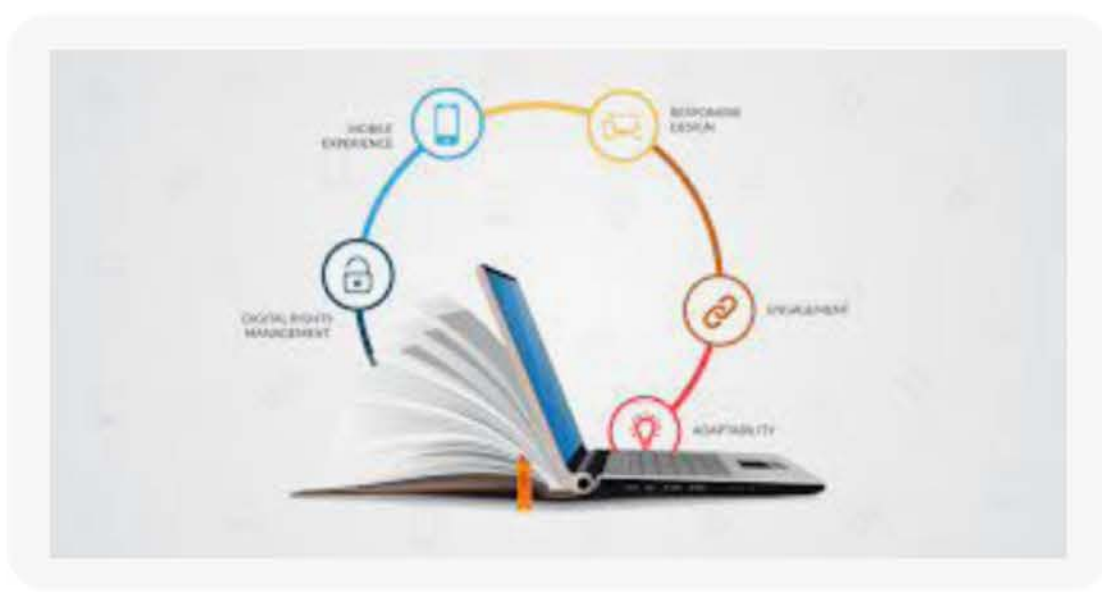 MOBILE
EXPERIENCE
RESPONSIVE
DESIGN
DIGITAL RIGHTS
MANAGEMENT
ENGAGEMENT
ADAPTABILITY